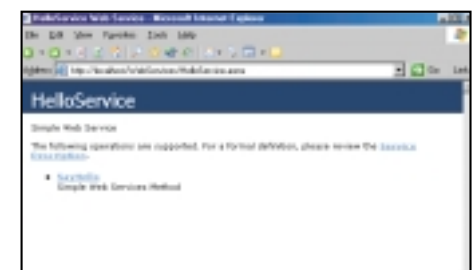 HelloService Web Service - Microsoft Internet Explorer
File Edit View Favorites Tools Help
Address http://localhost/WebServices/HelloService.asmx Go Links
HelloService
Simple Web Service
The following operations are supported. For a formal definition, please review the Service
Description.
SayHello
Simple Web Services Method